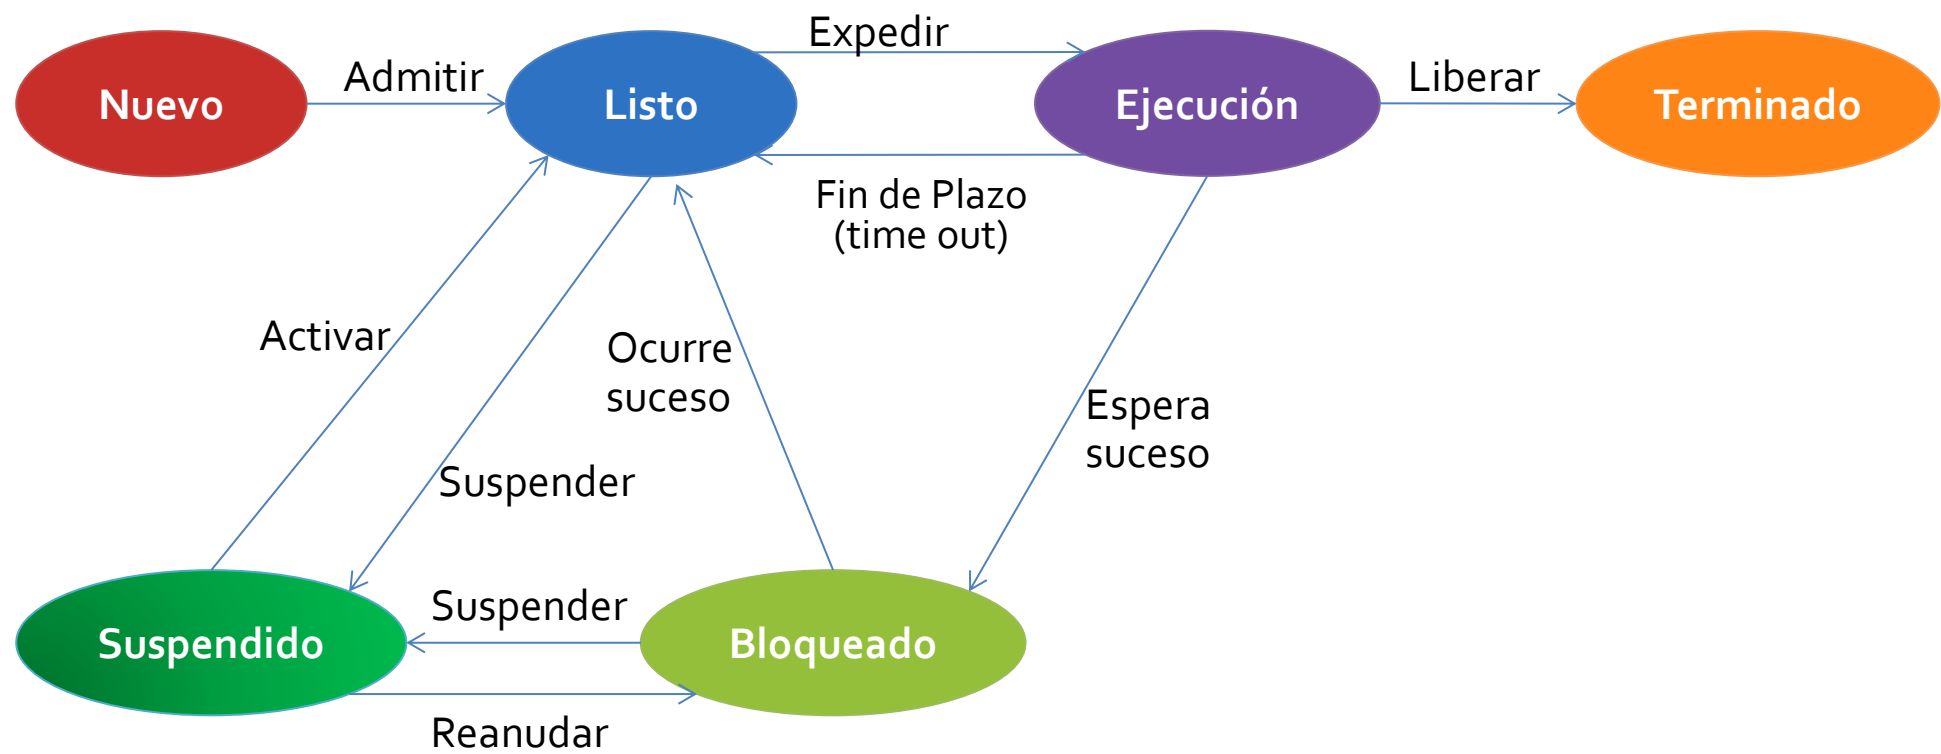 Expedir
Nuevo
Admitir
Listo
Ejecución
Liberar
Terminado
Fin de Plazo
(time out)
Activar
Ocurre
suceso
Espera
suceso
Suspender
Suspender
Suspendido
Bloqueado
Reanudar